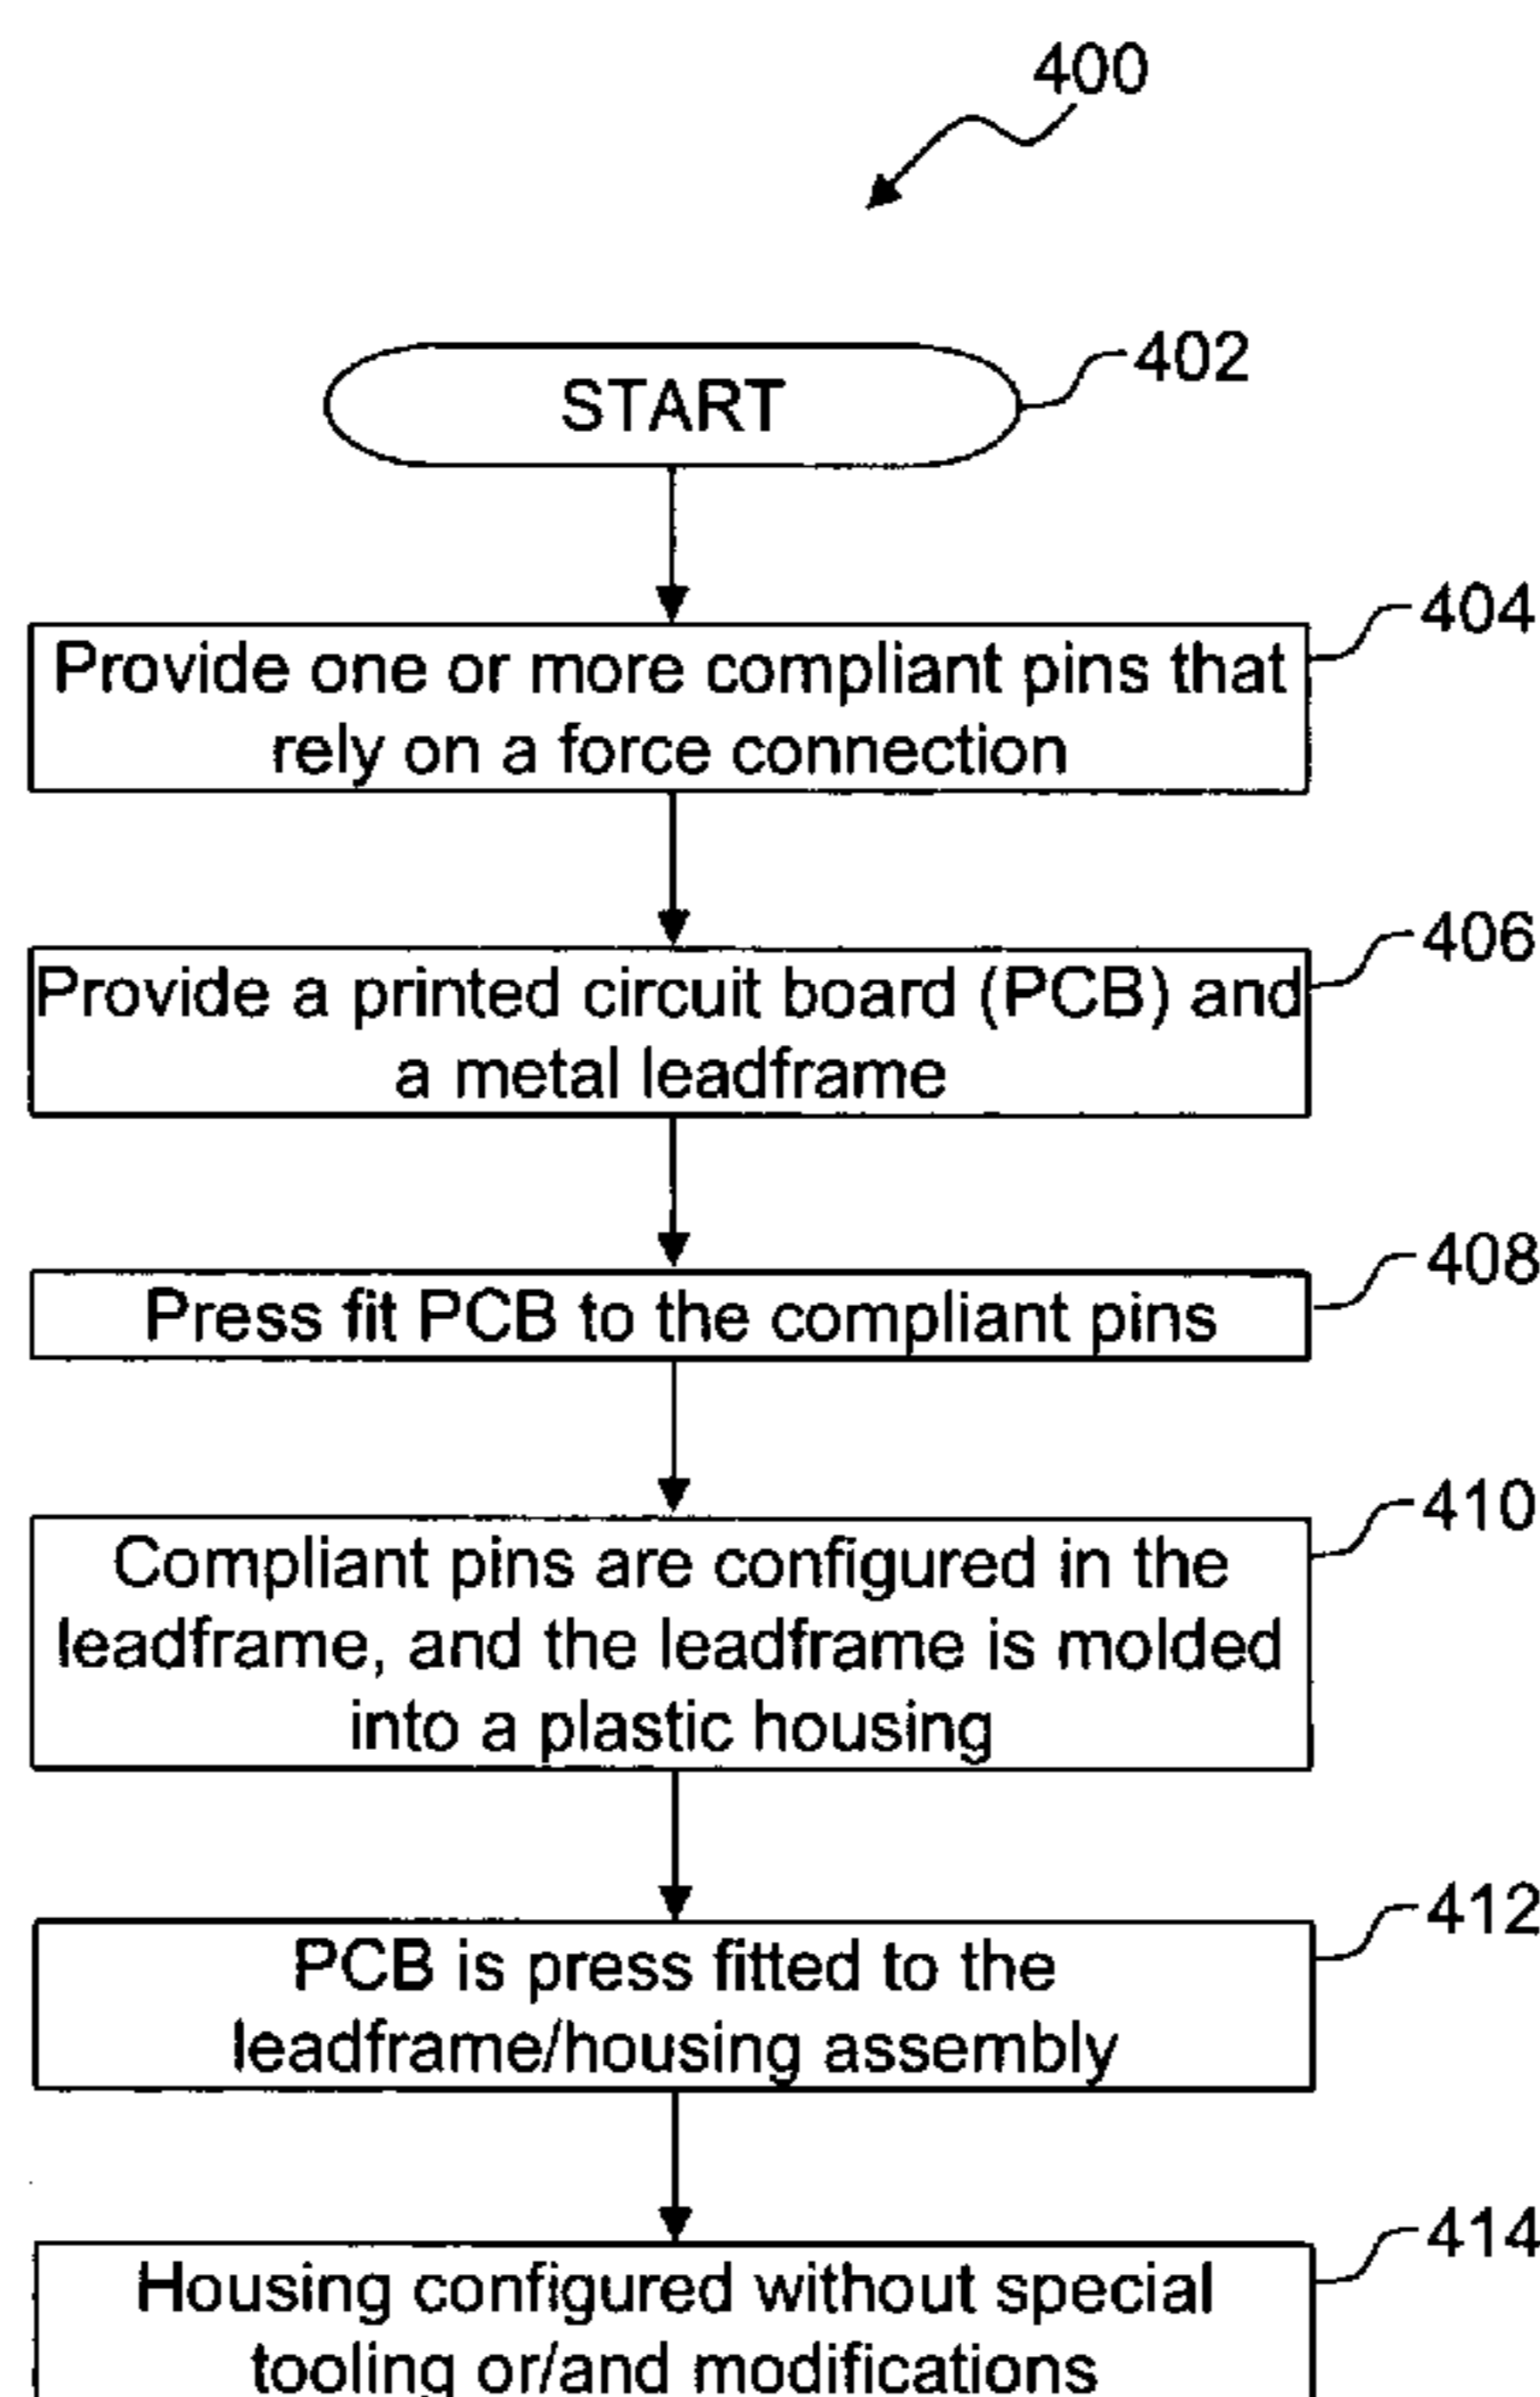 400
START
402
404
Provide one or more compliant pins that
rely on a force connection
406
Provide a printed circuit board (PCB) and
a metal leadframe
408
Press fit PCB to the compliant pins
410
Compliant pins are configured in the
leadframe, and the leadframe is molded
into a plastic housing
412
PCB is press fitted to the
leadframe/housing assembly
414
Housing configured without special
tooling or/and modifications